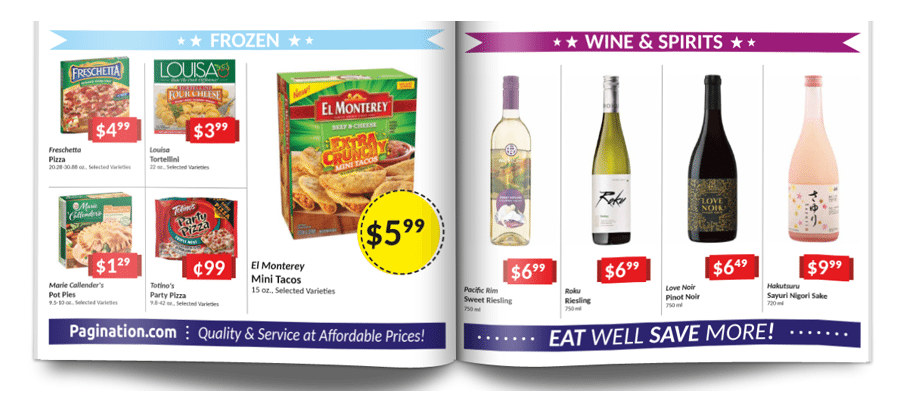 ★★ FROZEN ★★
FRESCHETTA
$4.99
Freschetta
Pizza
20.28-30.88 oz., Selected Varieties
LOUISA
FOUR CHEESE
$3.99
Louisa
Tortellini
22 oz., Selected Varieties
Marie
Callender's
$1.29
Marie Callender's
Pot Pies
9.5-10 oz., Selected Varieties
Totino's
Party
Pizza
¢99
Totino's
Party Pizza
9.8-42 oz., Selected Varieties
New!
EL MONTEREY
BEEF & CHEESE
EXTRA
CRUNCHY
MINI TACOS
$5.99
El Monterey
Mini Tacos
15 oz., Selected Varieties
Pagination.com ⋮ Quality & Service at Affordable Prices!
★★ WINE & SPIRITS ★★
$6.99
Pacific Rim
Sweet Riesling
750 ml
Roku
$6.99
Roku
Riesling
750 ml
LOVE
NOIR
$6.49
Love Noir
Pinot Noir
750 ml
さゆり
$9.99
Hakutsuru
Sayuri Nigori Sake
720 ml
EAT WELL SAVE MORE!